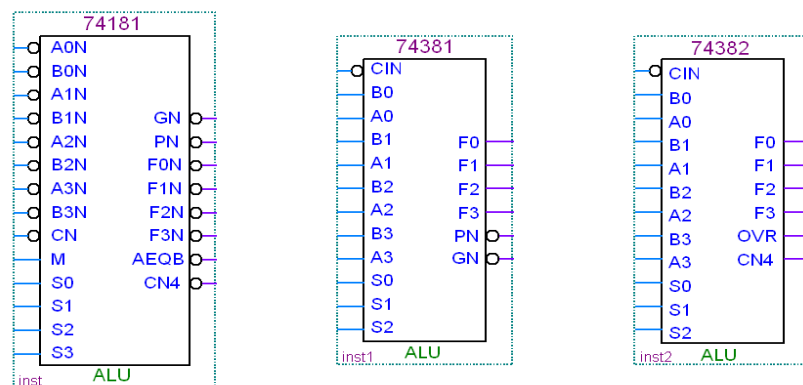 74181
A0N
B0N
A1N
B1N
A2N
B2N
A3N
B3N
CN
M
S0
S1
S2
S3
GN
PN
F0N
F1N
F2N
F3N
AEQB
CN4
inst
ALU
74381
CIN
B0
A0
B1
A1
B2
A2
B3
A3
S0
S1
S2
F0
F1
F2
F3
PN
GN
inst1
ALU
74382
CIN
B0
A0
B1
A1
B2
A2
B3
A3
S0
S1
S2
F0
F1
F2
F3
OVR
CN4
inst2
ALU